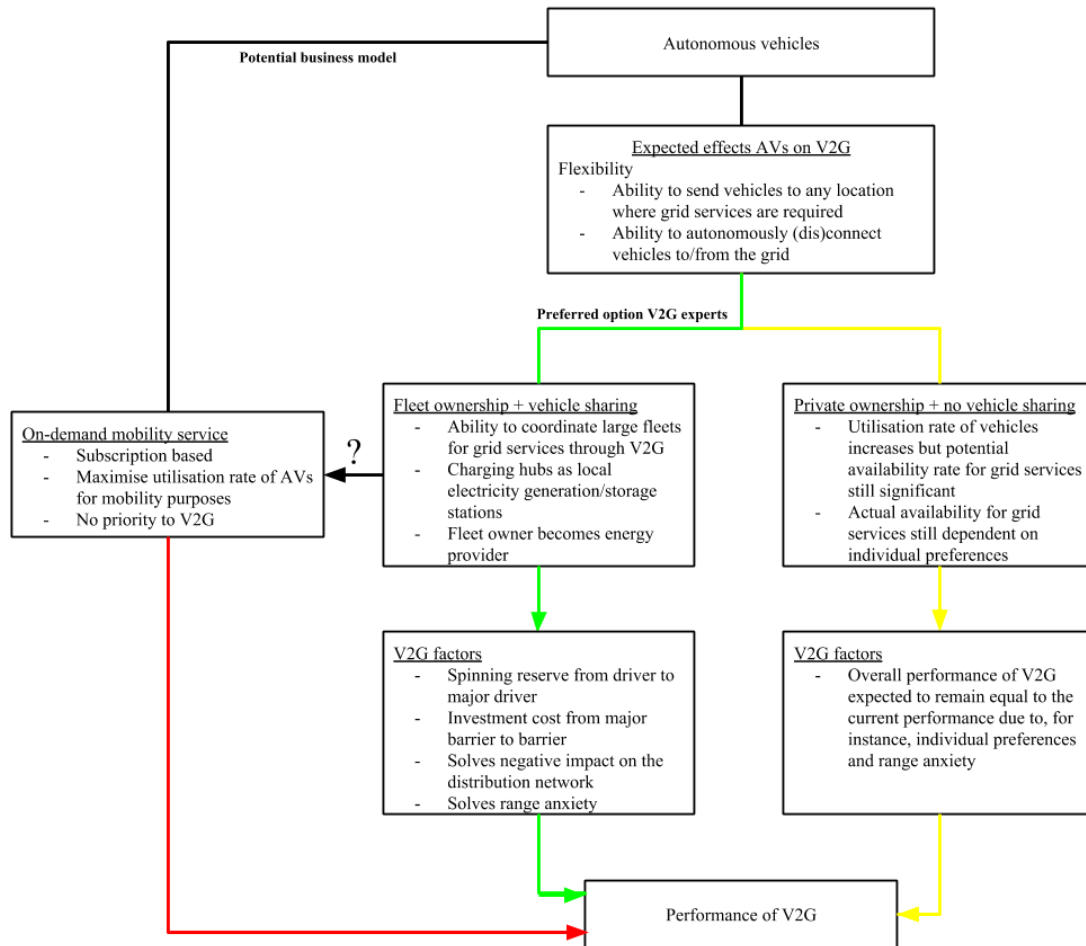 Autonomous vehicles
Potential business model
Expected effects AVs on V2G
Flexibility
- Ability to send vehicles to any location
where grid services are required
- Ability to autonomously (dis)connect
vehicles to/from the grid
Preferred option V2G experts
On-demand mobility service
- Subscription based
- Maximise utilisation rate of AVs
for mobility purposes
- No priority to V2G
?
Fleet ownership + vehicle sharing
- Ability to coordinate large fleets
for grid services through V2G
- Charging hubs as local
electricity generation/storage
stations
- Fleet owner becomes energy
provider
Private ownership + no vehicle sharing
- Utilisation rate of vehicles
increases but potential
availability rate for grid services
still significant
- Actual availability for grid
services still dependent on
individual preferences
V2G factors
- Spinning reserve from driver to
major driver
- Investment cost from major
barrier to barrier
- Solves negative impact on the
distribution network
- Solves range anxiety
V2G factors
- Overall performance of V2G
expected to remain equal to the
current performance due to, for
instance, individual preferences
and range anxiety
Performance of V2G